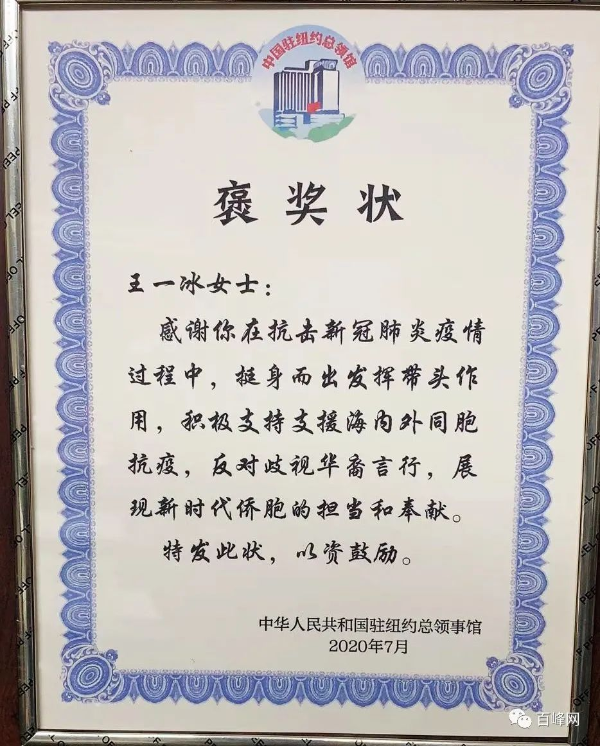 中国驻纽约总领馆
褒奖状
王一冰女士：
感谢你在抗击新冠肺炎疫情
过程中，挺身而出发挥带头作
用，积极支持支援海内外同胞
抗疫，反对歧视华裔言行，展
现新时代侨胞的担当和奉献。
特发此状，以资鼓励。
中华人民共和国驻纽约总领事馆
2020年7月
百峰网